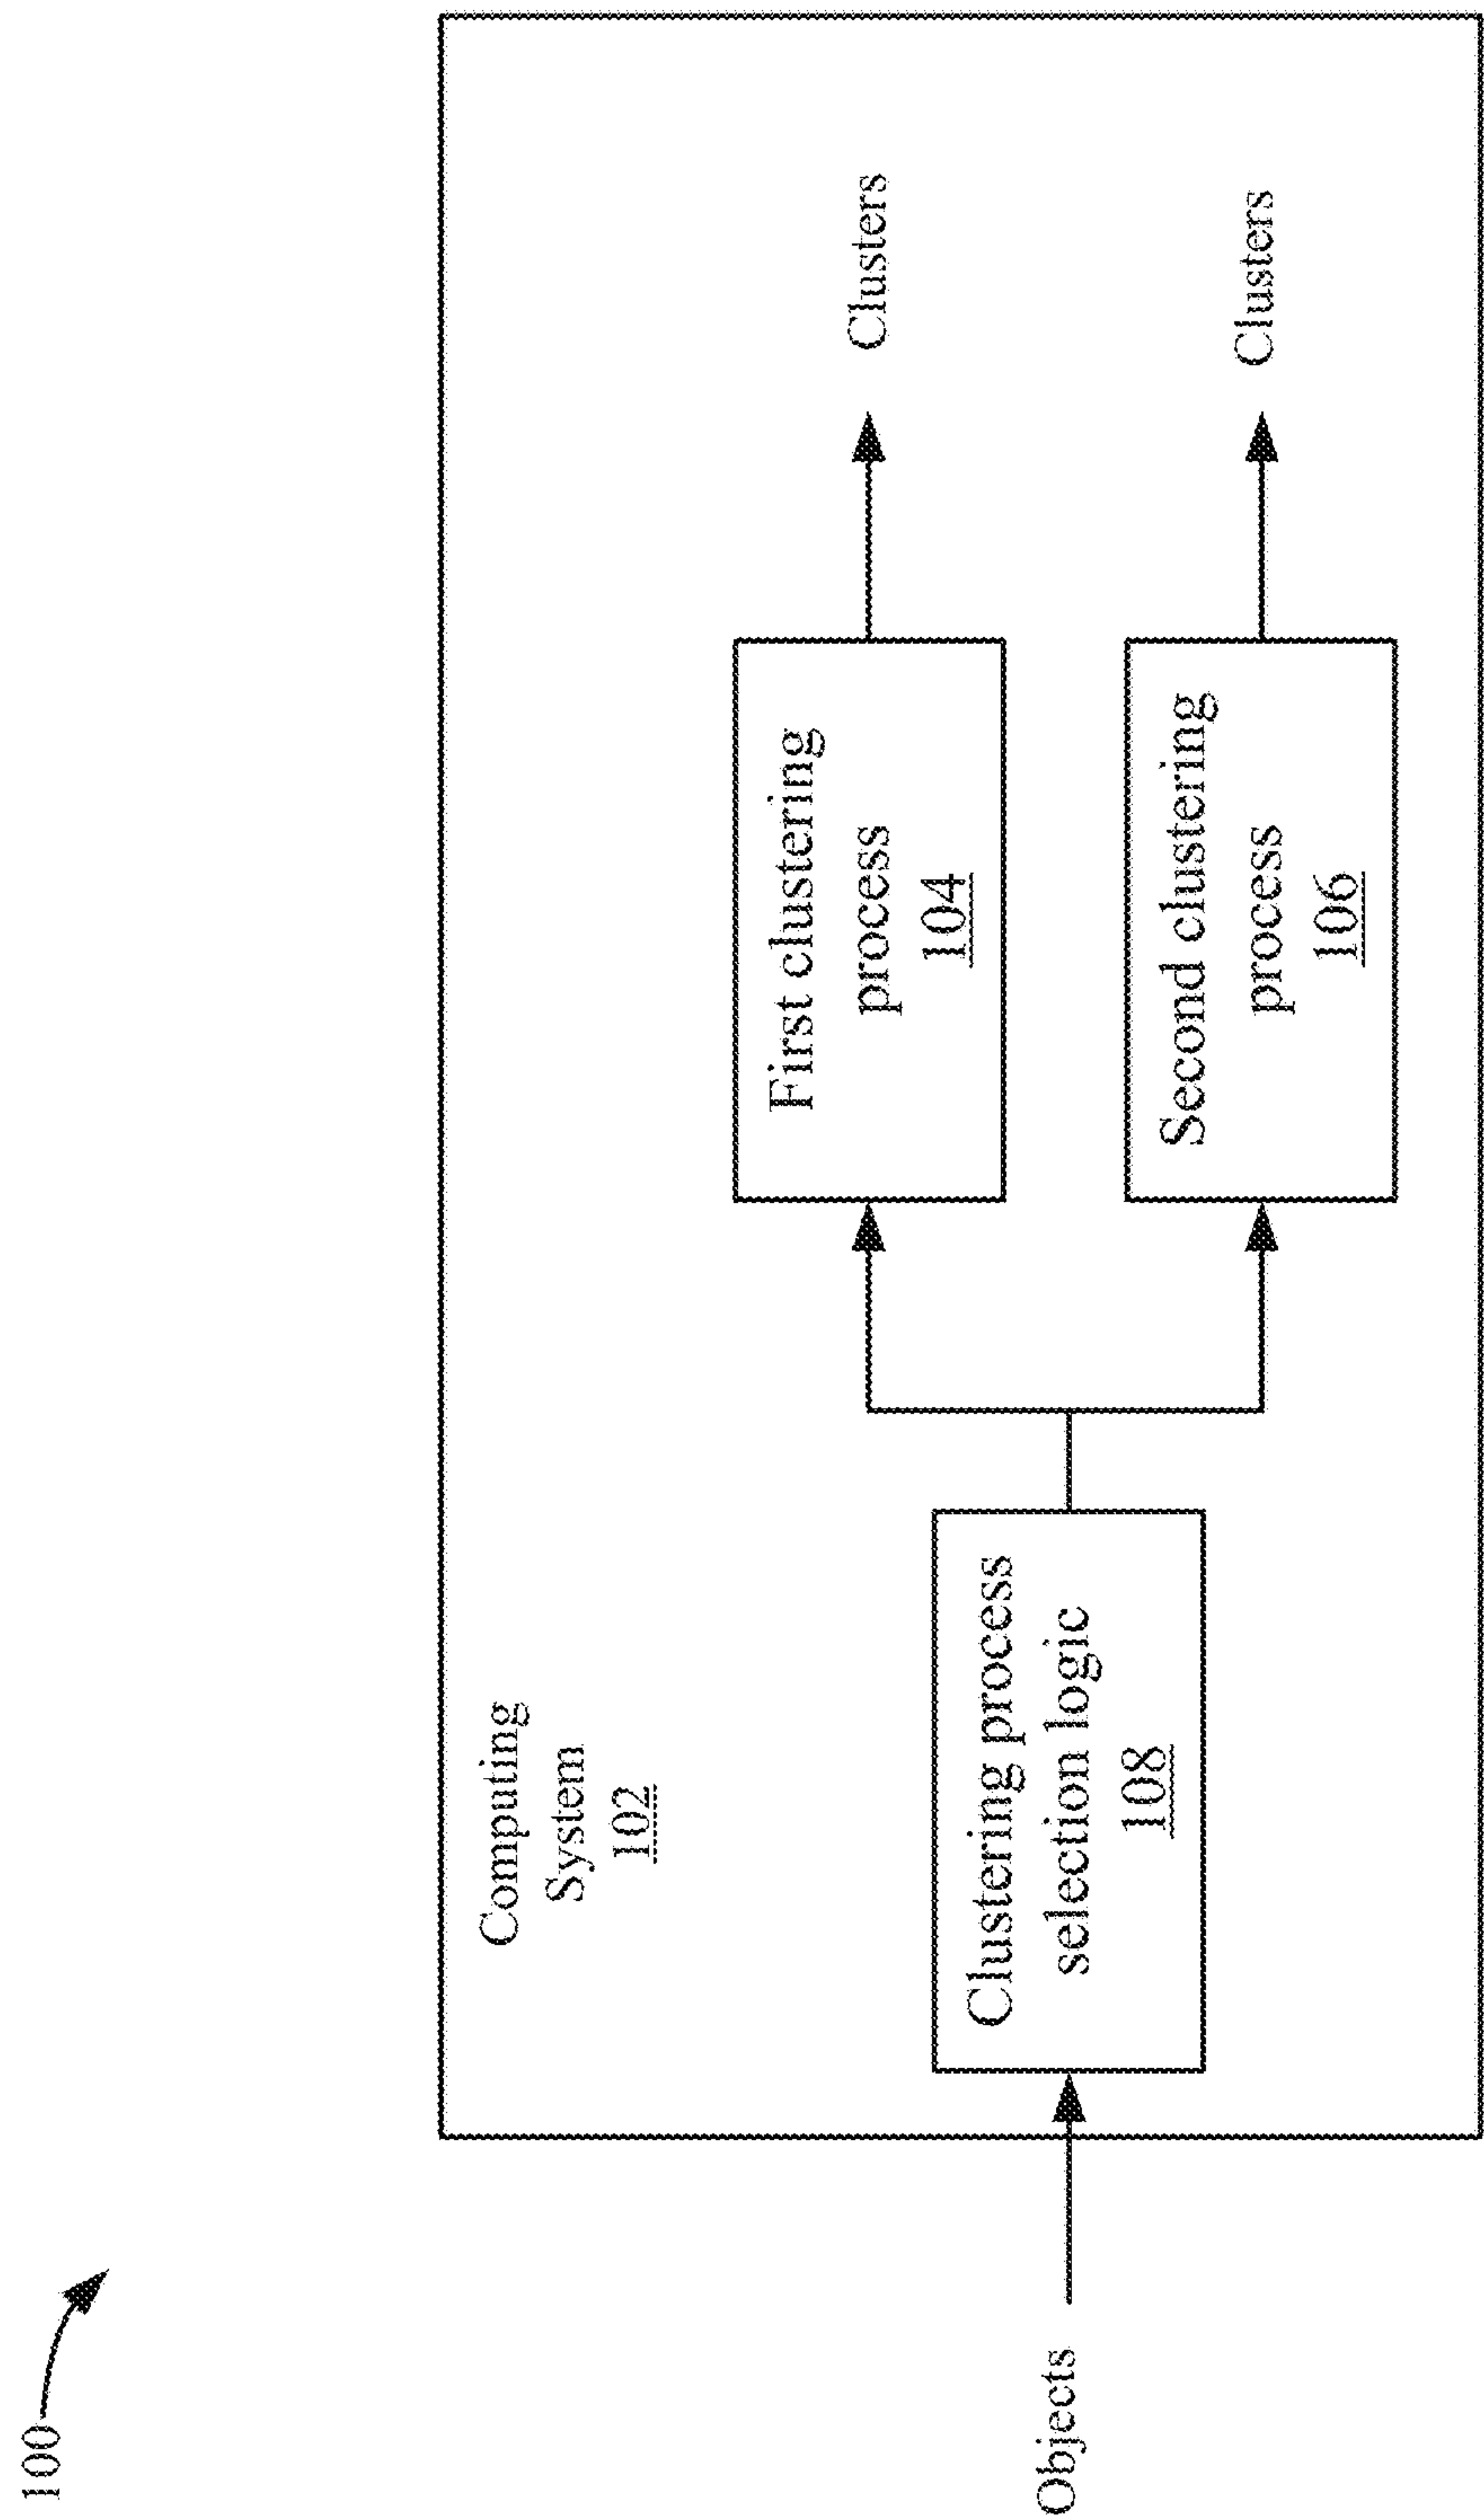 100
Computing
System
102
Objects
Clustering process
selection logic
108
First clustering
process
104
Clusters
Second clustering
process
106
Clusters